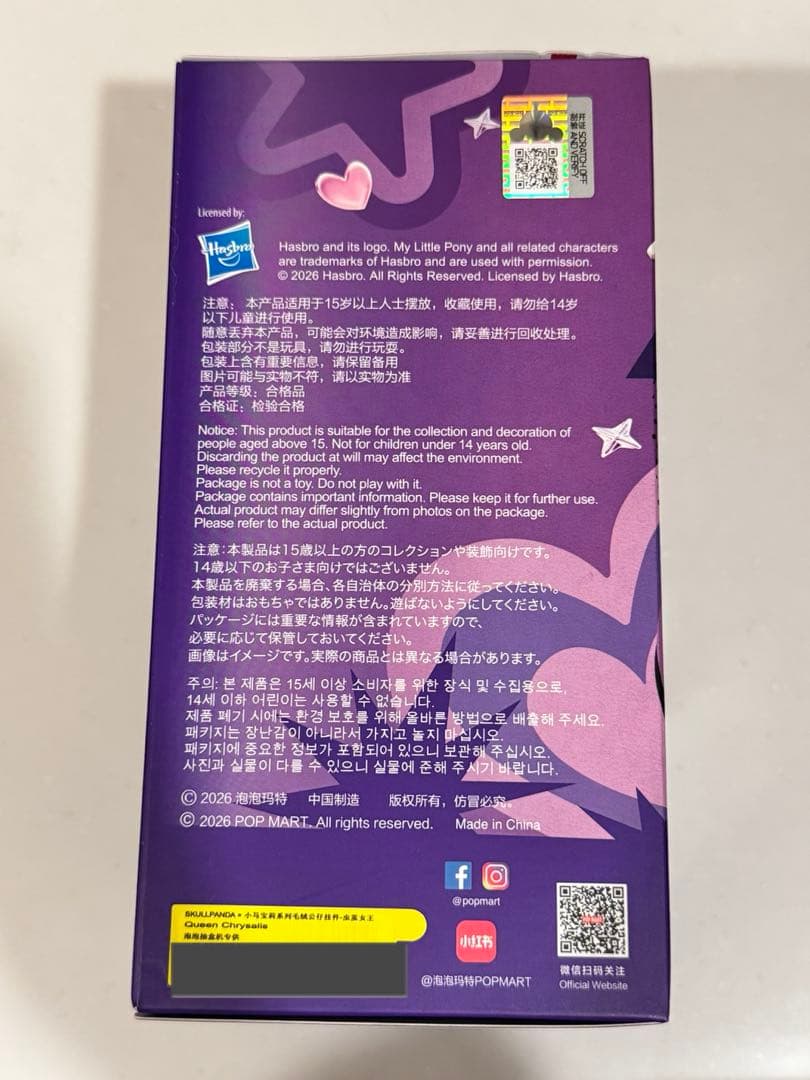 开证 SCRATCH OFF
刮装 AND VERIFY
Licensed by:
Hasbro
Hasbro and its logo. My Little Pony and all related characters
are trademarks of Hasbro and are used with permission.
© 2026 Hasbro. All Rights Reserved. Licensed by Hasbro.
注意： 本产品适用于15岁以上人士摆放，收藏使用，请勿给14岁
以下儿童进行使用。
随意丢弃本产品，可能会对环境造成影响，请妥善进行回收处理。
包装部分不是玩具，请勿进行玩耍。
包装上含有重要信息，请保留备用
图片可能与实物不符，请以实物为准
产品等级：合格品
合格证：检验合格
Notice: This product is suitable for the collection and decoration of
people aged above 15. Not for children under 14 years old.
Discarding the product at will may affect the environment.
Please recycle it properly.
Package is not a toy. Do not play with it.
Package contains important information. Please keep it for further use.
Actual product may differ slightly from photos on the package.
Please refer to the actual product.
注意：本製品は15歳以上の方のコレクションや装飾向けです。
14歳以下のお子さま向けではございません。
本製品を廃棄する場合、各自治体の分別方法に従ってください。
包装材はおもちゃではありません。遊ばないようにしてください。
パッケージには重要な情報が含まれていますので、
必要に応じて保管しておいてください。
画像はイメージです。実際の商品とは異なる場合があります。
주의: 본 제품은 15세 이상 소비자를 위한 장식 및 수집용으로,
14세 이하 어린이는 사용할 수 없습니다.
제품 폐기 시에는 환경 보호를 위해 올바른 방법으로 배출해 주세요.
패키지는 장난감이 아니라서 가지고 놀지 마십시오.
패키지에 중요한 정보가 포함되어 있으니 보관해 주십시오.
사진과 실물이 다를 수 있으니 실물에 준해 주시기 바랍니다.
© 2026 泡泡玛特 中国制造 版权所有，仿冒必究。
© 2026 POP MART. All rights reserved. Made in China
@popmart
小红书
@泡泡玛特POPMART
微信扫码关注
Official Website
SKULLPANDA × 小马宝莉系列毛绒公仔挂件-虫茧女王
Queen Chrysalis
泡泡抽盒机专供